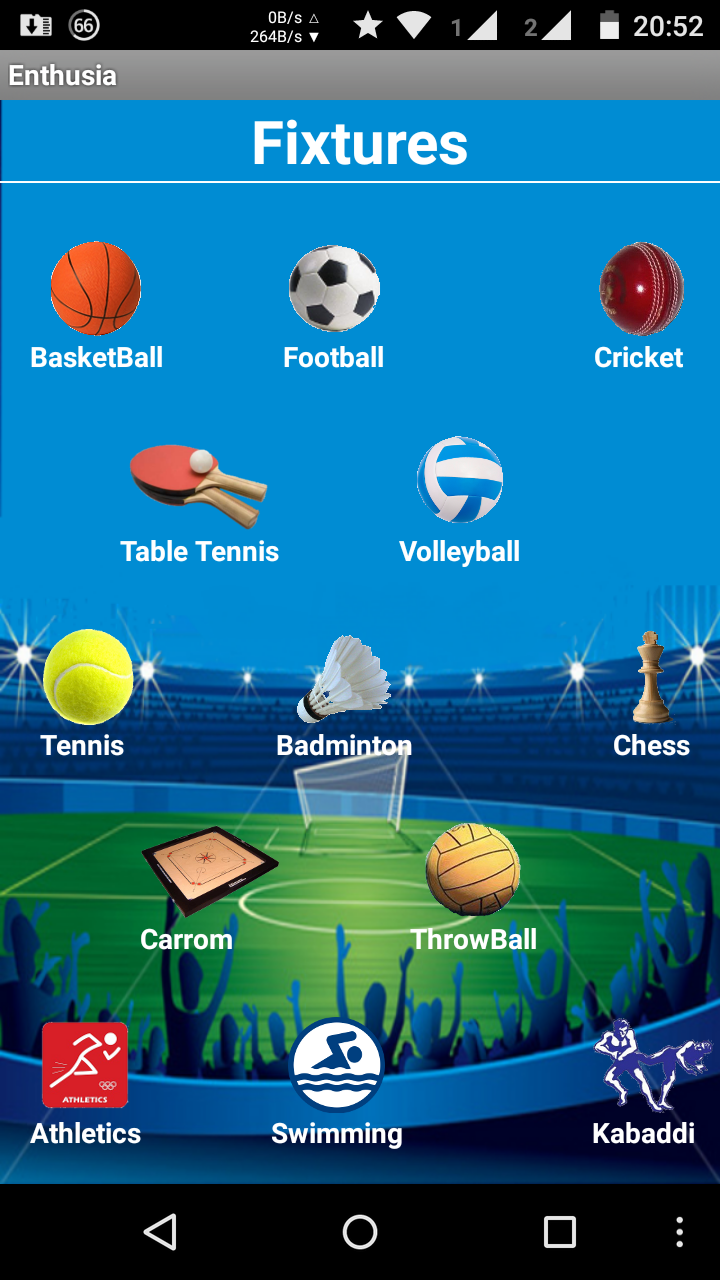 66 0B/s △ 1 2 20:52
264B/s ▼
Enthusia
Fixtures
BasketBall Football Cricket
Table Tennis Volleyball
Tennis Badminton Chess
Carrom ThrowBall
ATHLETICS
Athletics Swimming Kabaddi